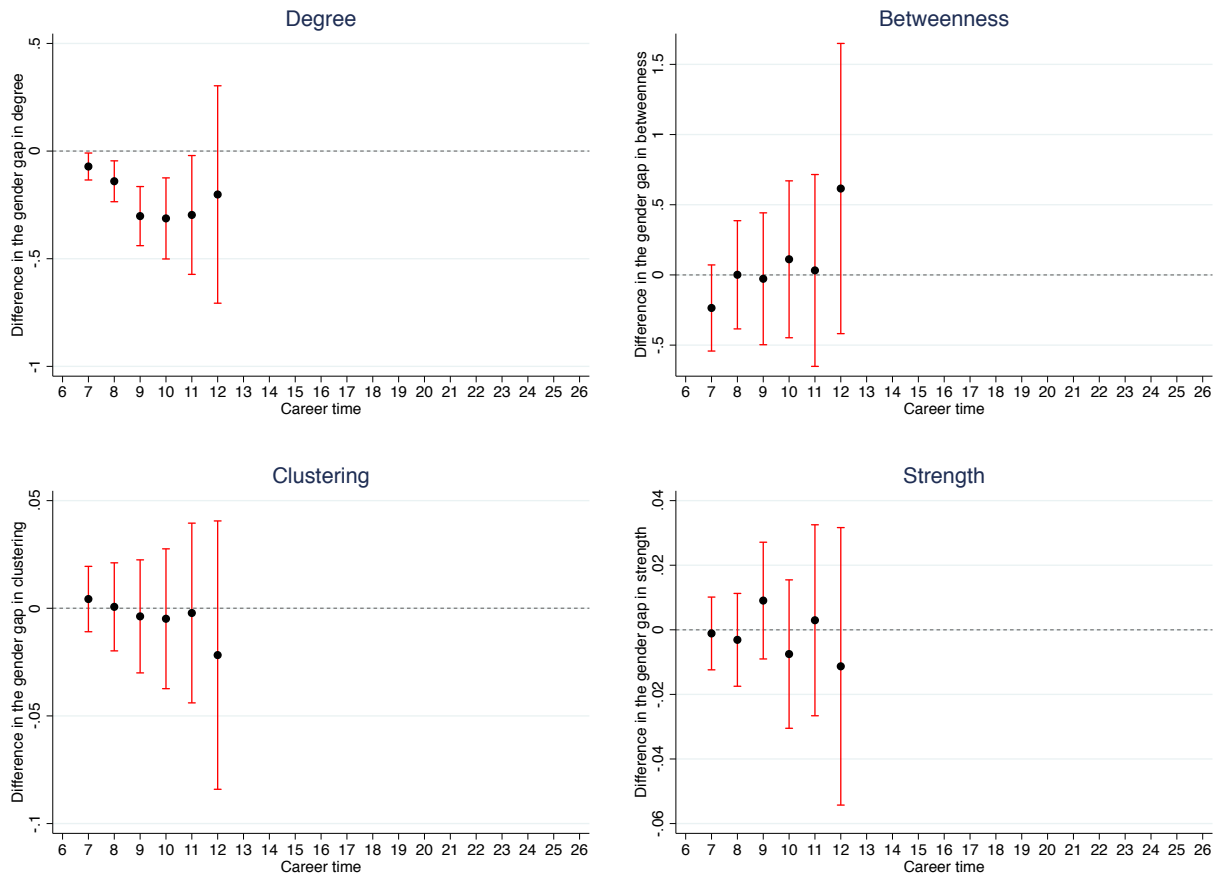 Degree
Difference in the gender gap in degree
.5
0
-.5
-1
6 7 8 9 10 11 12 13 14 15 16 17 18 19 20 21 22 23 24 25 26
Career time
Betweenness
Difference in the gender gap in betweenness
1.5
1
.5
0
-.5
6 7 8 9 10 11 12 13 14 15 16 17 18 19 20 21 22 23 24 25 26
Career time
Clustering
Difference in the gender gap in clustering
.05
0
-.05
-.1
6 7 8 9 10 11 12 13 14 15 16 17 18 19 20 21 22 23 24 25 26
Career time
Strength
Difference in the gender gap in strength
.04
.02
0
-.02
-.04
-.06
6 7 8 9 10 11 12 13 14 15 16 17 18 19 20 21 22 23 24 25 26
Career time